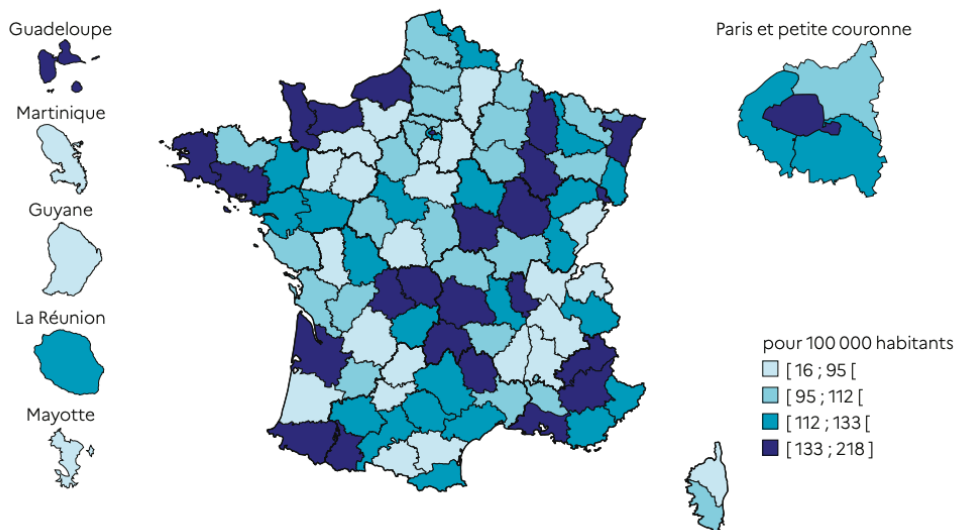 Guadeloupe
Martinique
Guyane
La Réunion
Mayotte
Paris et petite couronne
pour 100 000 habitants
[ 16 ; 95 [
[ 95 ; 112 [
[ 112 ; 133 [
[ 133 ; 218 ]